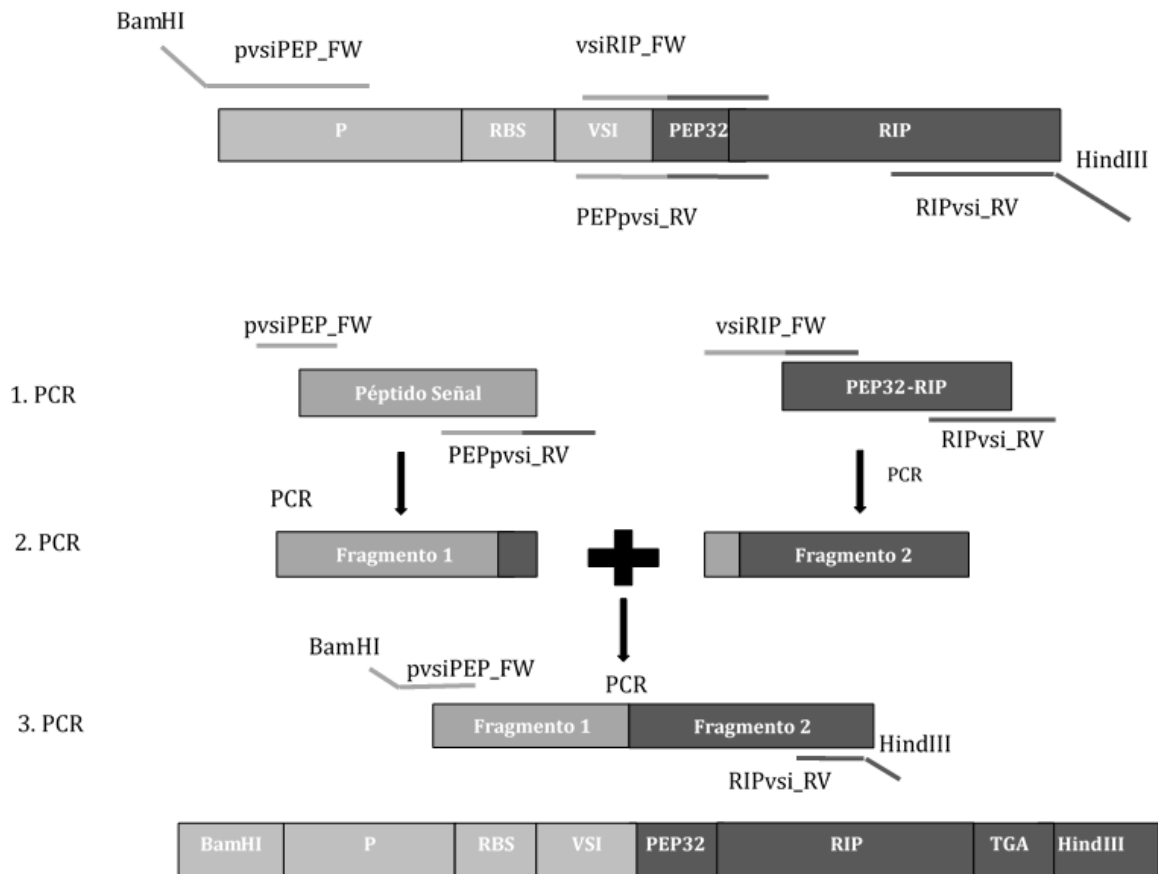 BamHI
pvsiPEP_FW
vsiRIP_FW
P RBS VSI PEP32 RIP
HindIII
PEPpvsi_RV
RIPvsi_RV
pvsiPEP_FW
vsiRIP_FW
1. PCR
Péptido Señal
PEP32-RIP
PEPpvsi_RV
RIPvsi_RV
PCR
PCR
2. PCR
Fragmento 1
Fragmento 2
BamHI
pvsiPEP_FW
PCR
3. PCR
Fragmento 1 Fragmento 2
HindIII
RIPvsi_RV
BamHI P RBS VSI PEP32 RIP TGA HindIII